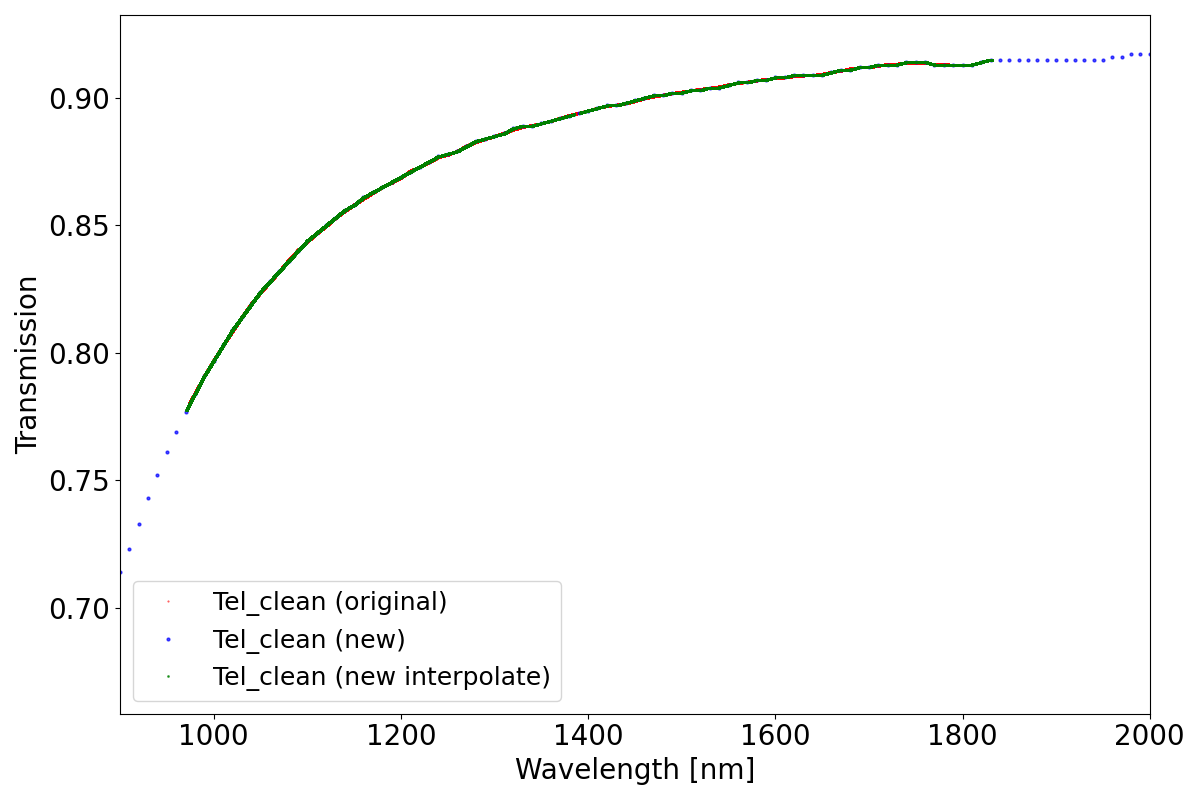 0.90
0.85
0.80
0.75
0.70
Transmission
Tel_clean (original)
Tel_clean (new)
Tel_clean (new interpolate)
1000 1200 1400 1600 1800 2000
Wavelength [nm]